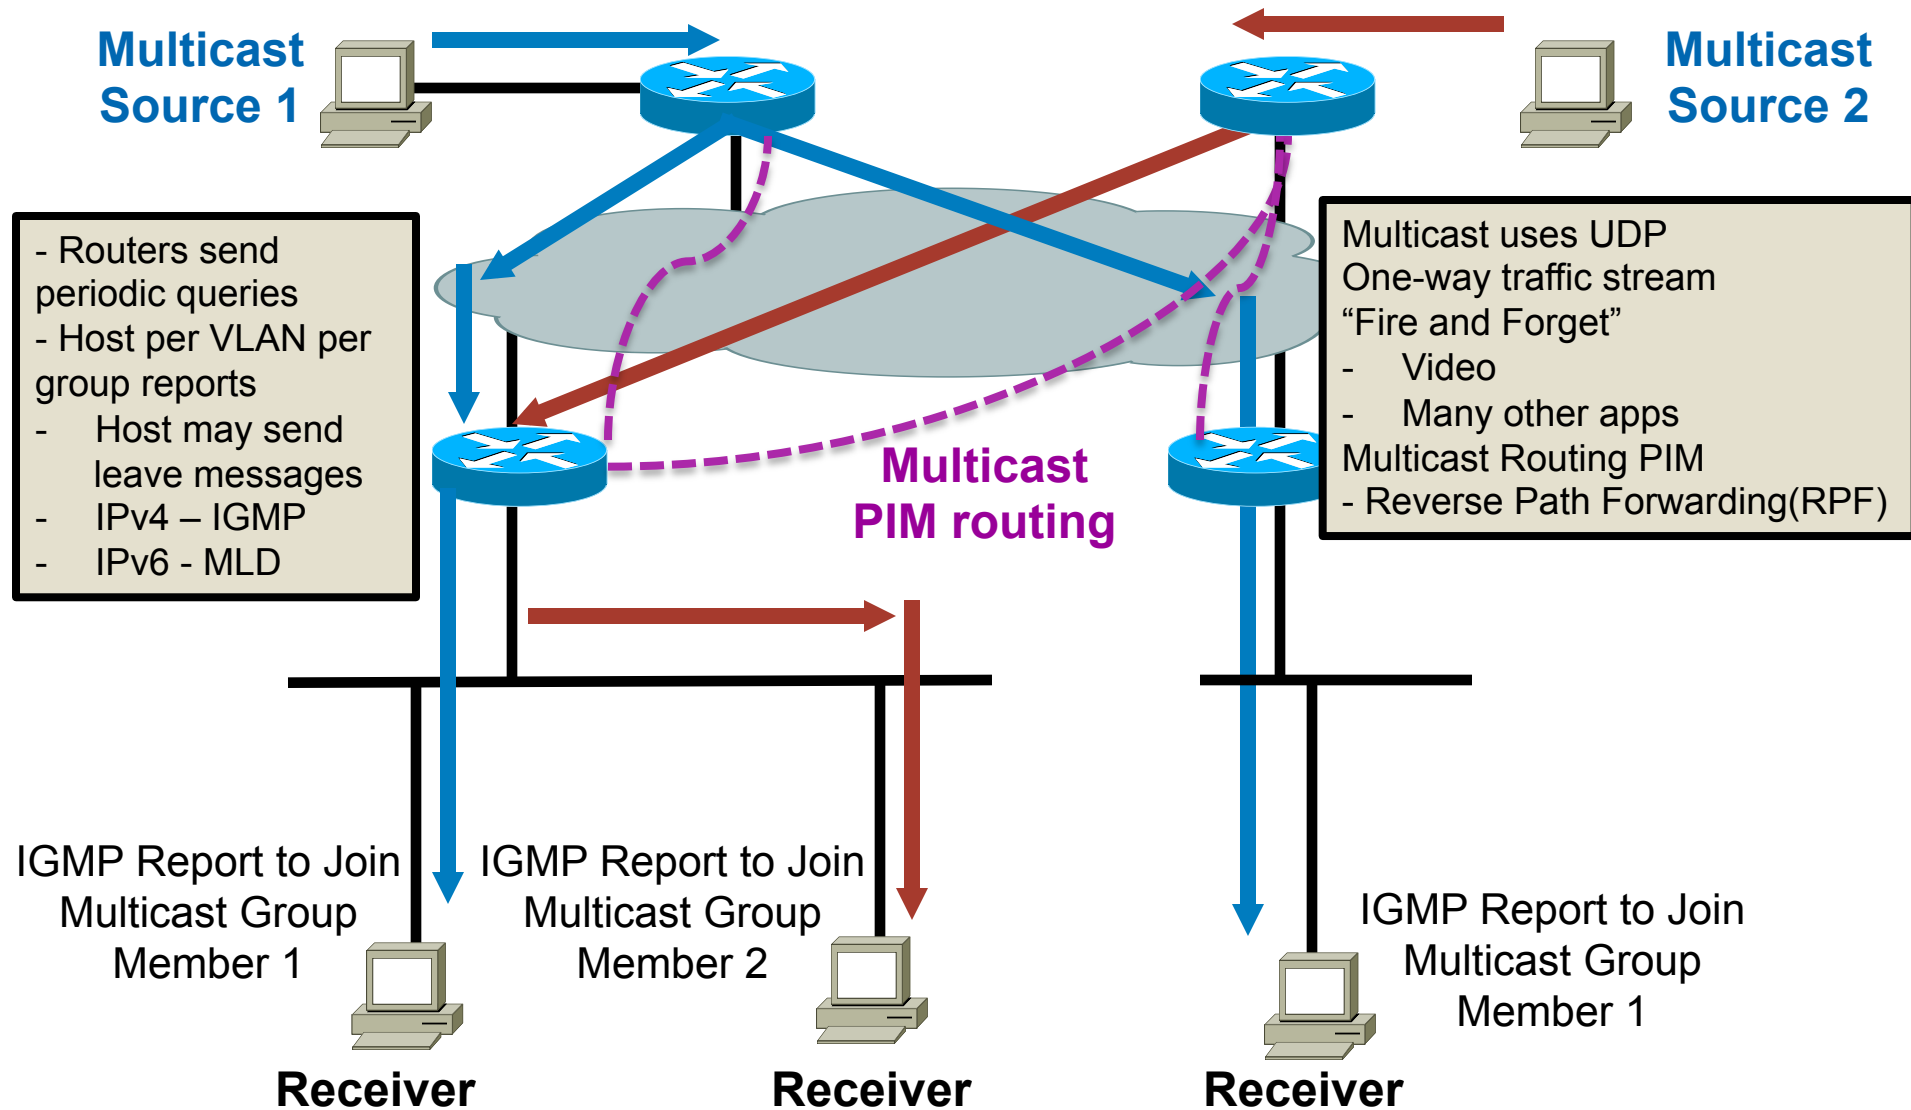 Multicast
Source 1
Multicast
Source 2
- Routers send
periodic queries
- Host per VLAN per
group reports
- Host may send
leave messages
- IPv4 – IGMP
- IPv6 - MLD
Multicast uses UDP
One-way traffic stream
“Fire and Forget”
- Video
- Many other apps
Multicast Routing PIM
- Reverse Path Forwarding(RPF)
Multicast
PIM routing
IGMP Report to Join
Multicast Group
Member 1
IGMP Report to Join
Multicast Group
Member 2
IGMP Report to Join
Multicast Group
Member 1
Receiver
Receiver
Receiver